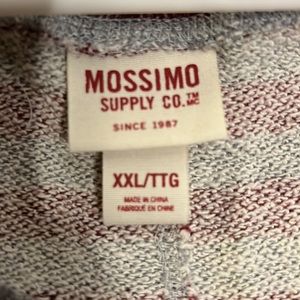 MOSSIMO
SUPPLY CO.™ MC
SINCE 1987
XXL/TTG
MADE IN CHINA
FABRIQUÉ EN CHINE